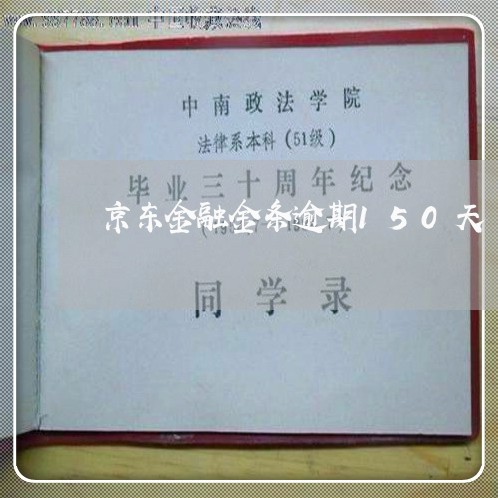 中南政法学院
法律系本科(51级)
毕业三十周年纪念
京东金融金条逾期150天
同学录